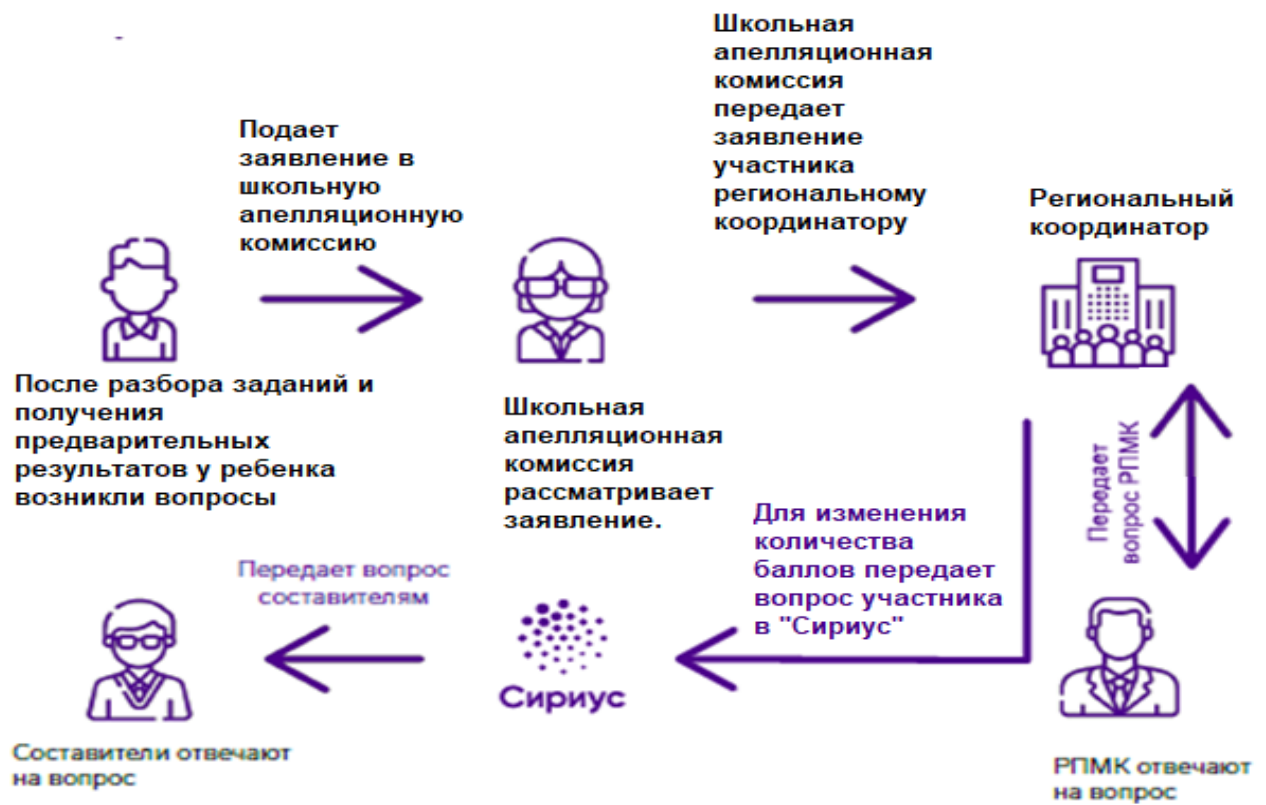 Подает
заявление в
школьную
апелляционную
комиссию
Школьная
апелляционная
комиссия
передает
заявление
участника
региональному
координатору
Региональный
координатор
После разбора заданий и
получения
предварительных
результатов у ребенка
возникли вопросы
Школьная
апелляционная
комиссия
рассматривает
заявление.
Передает
вопрос РПМК
Для изменения
количества
баллов передает
вопрос участника
в "Сириус"
Передает вопрос
составителям
Сириус
Составители отвечают
на вопрос
РПМК отвечают
на вопрос